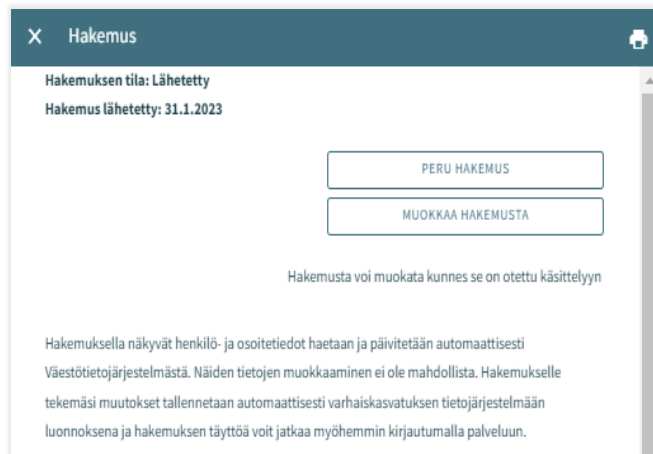 Hakemus
Hakemuksen tila: Lähetetty
Hakemus lähetetty: 31.1.2023
PERU HAKEMUS
MUOKKAA HAKEMUSTA
Hakemusta voi muokata kunnes se on otettu käsittelyyn
Hakemuksella näkyvät henkilö- ja osoitetiedot haetaan ja päivitetään automaattisesti
Väestötietojärjestelmästä. Näiden tietojen muokkaaminen ei ole mahdollista. Hakemukselle
tekemäsi muutokset tallennetaan automaattisesti varhaiskasvatuksen tietojärjestelmään
luonnoksena ja hakemuksen täyttöä voit jatkaa myöhemmin kirjautumalla palveluun.